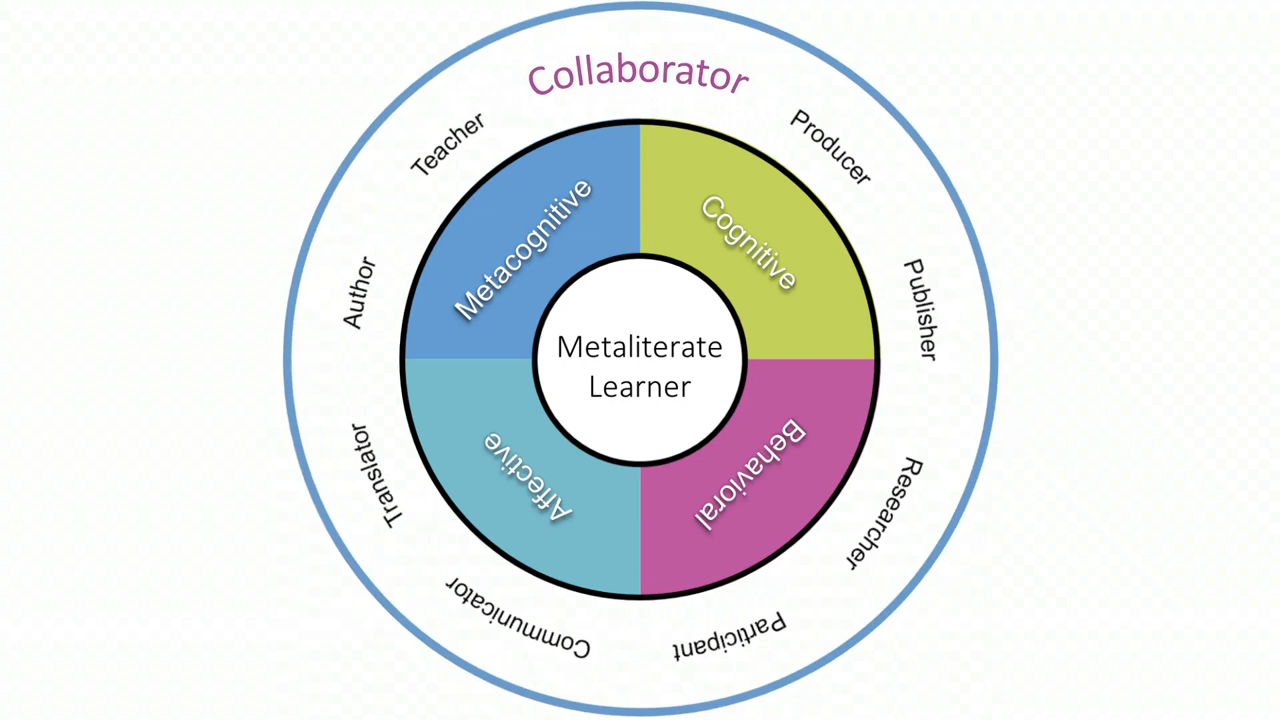 Collaborator
Producer
Publisher
Researcher
Participant
Communicator
Translator
Author
Teacher
Metacognitive
Cognitive
Behavioral
Affective
Metaliterate
Learner